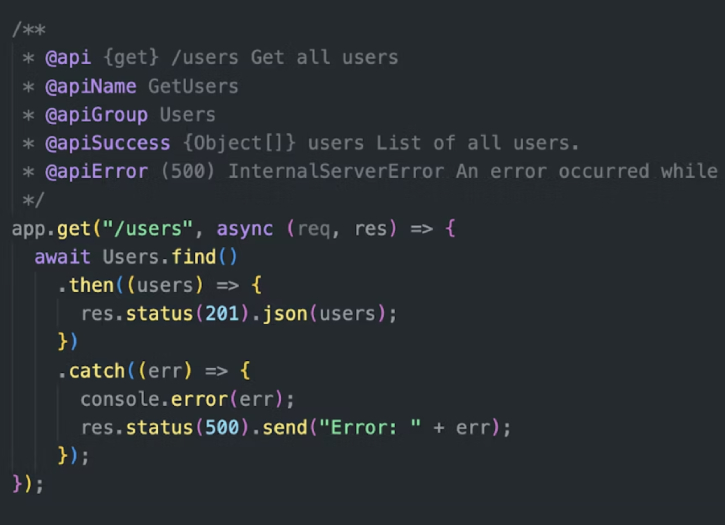 /**
 * @api {get} /users Get all users
 * @apiName GetUsers
 * @apiGroup Users
 * @apiSuccess {Object[]} users List of all users.
 * @apiError (500) InternalServerError An error occurred while
 */
app.get("/users", async (req, res) => {
  await Users.find()
    .then((users) => {
      res.status(201).json(users);
    })
    .catch((err) => {
      console.error(err);
      res.status(500).send("Error: " + err);
    });
});